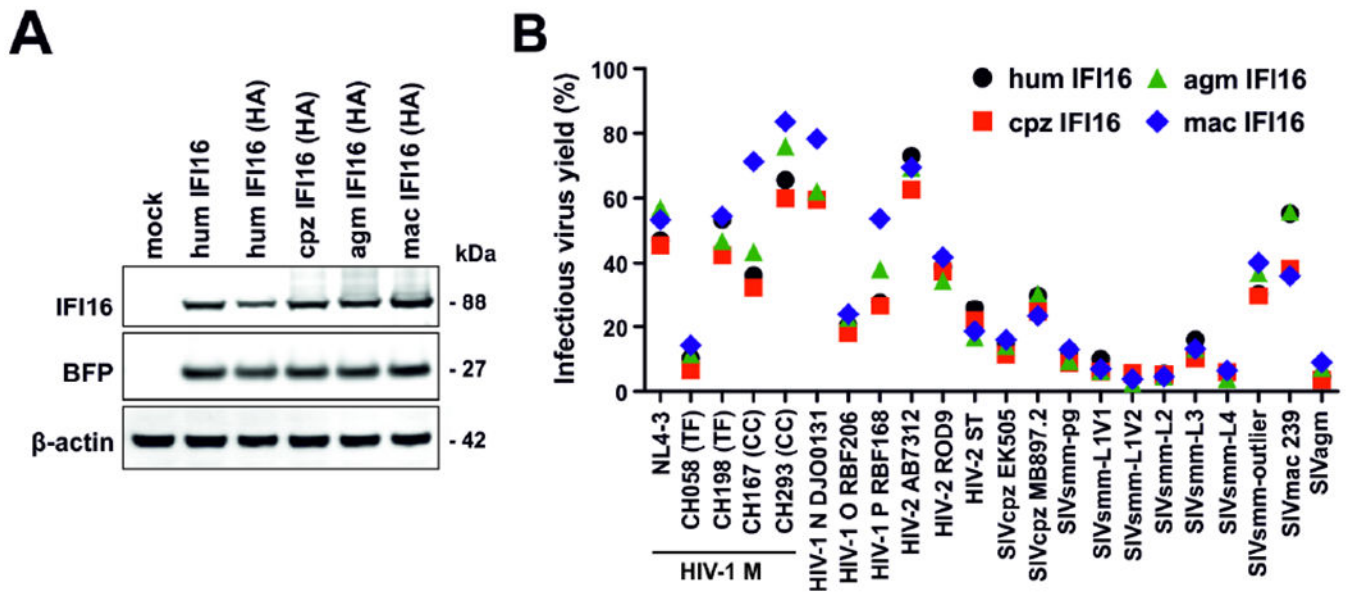 A
mock
hum IFI16
hum IFI16 (HA)
cpz IFI16 (HA)
agm IFI16 (HA)
mac IFI16 (HA)
kDa
IFI16
- 88
BFP
- 27
β-actin
- 42
B
Infectious virus yield (%)
100
80
60
40
20
0
hum IFI16
agm IFI16
cpz IFI16
mac IFI16
NL4-3
CH058 (TF)
CH198 (TF)
CH167 (CC)
CH293 (CC)
HIV-1 N DJO0131
HIV-1 O RBF206
HIV-1 P RBF168
HIV-2 AB7312
HIV-2 ROD9
HIV-2 ST
SIVcpz EK505
SIVcpz MB897.2
SIVsmm-pg
SIVsmm-L1V1
SIVsmm-L1V2
SIVsmm-L2
SIVsmm-L3
SIVsmm-L4
SIVsmm-outlier
SIVmac 239
SIVagm
HIV-1 M